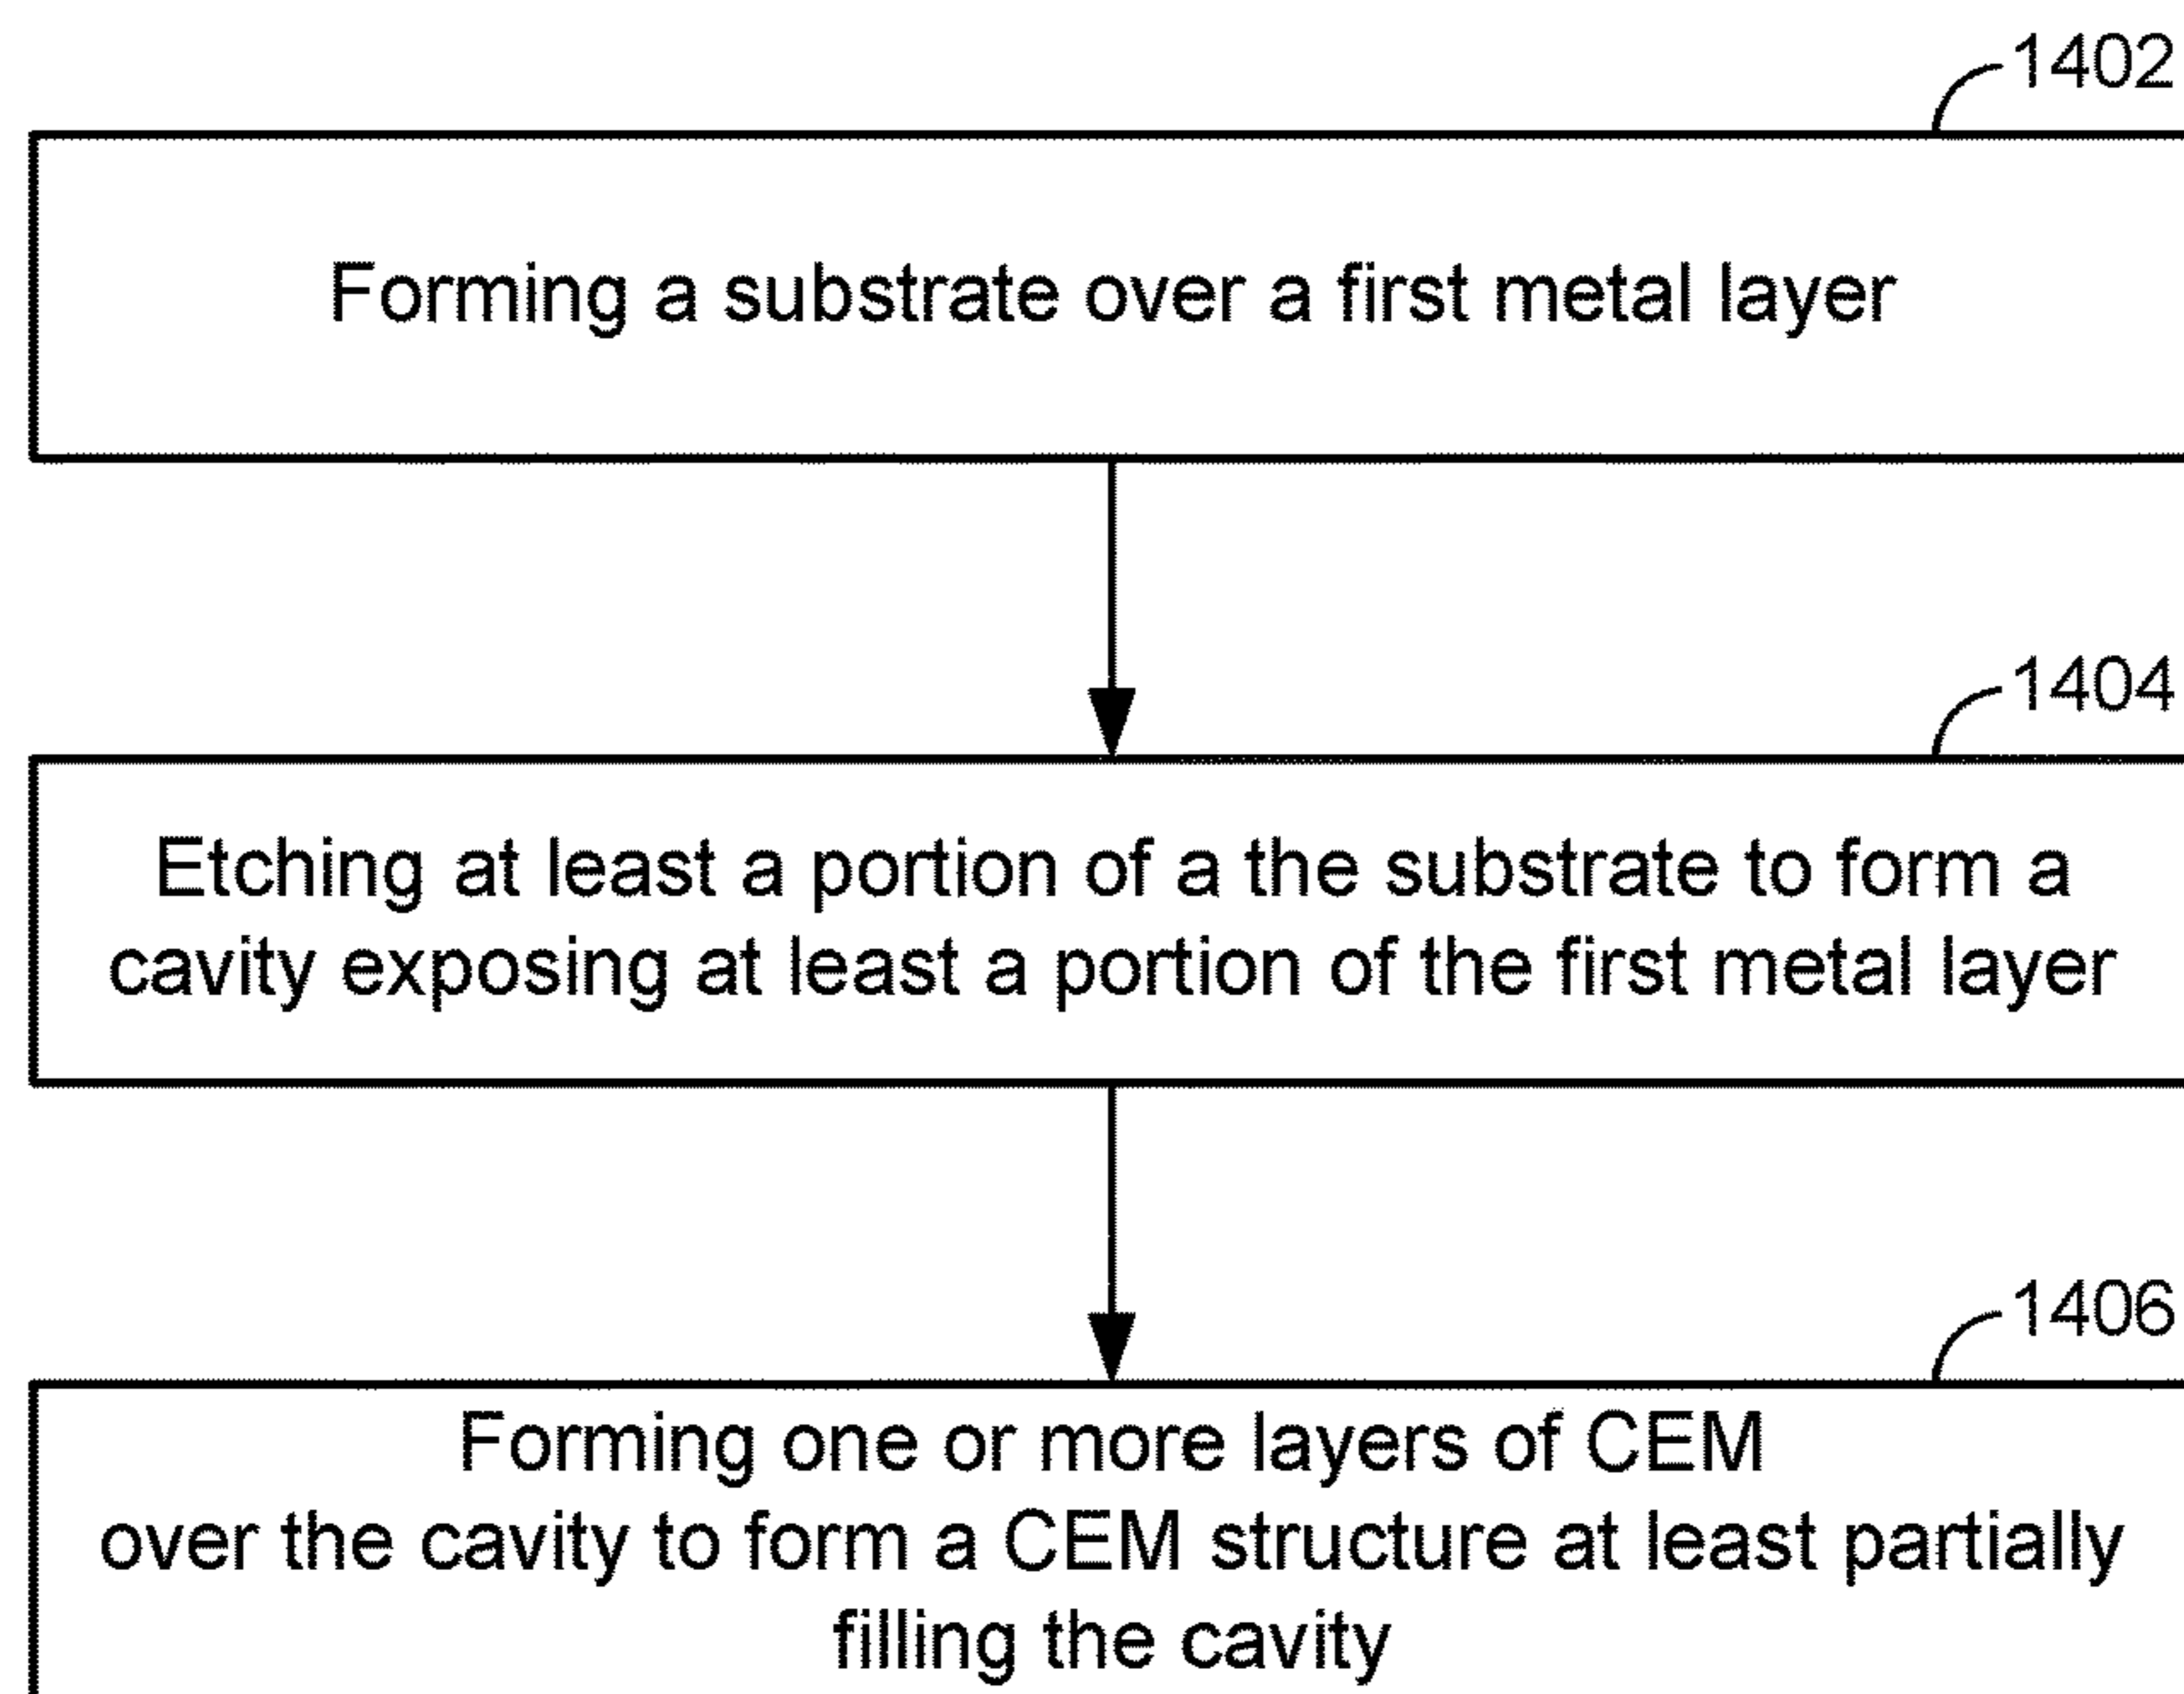 1402
Forming a substrate over a first metal layer
1404
Etching at least a portion of a the substrate to form a
cavity exposing at least a portion of the first metal layer
1406
Forming one or more layers of CEM
over the cavity to form a CEM structure at least partially
filling the cavity